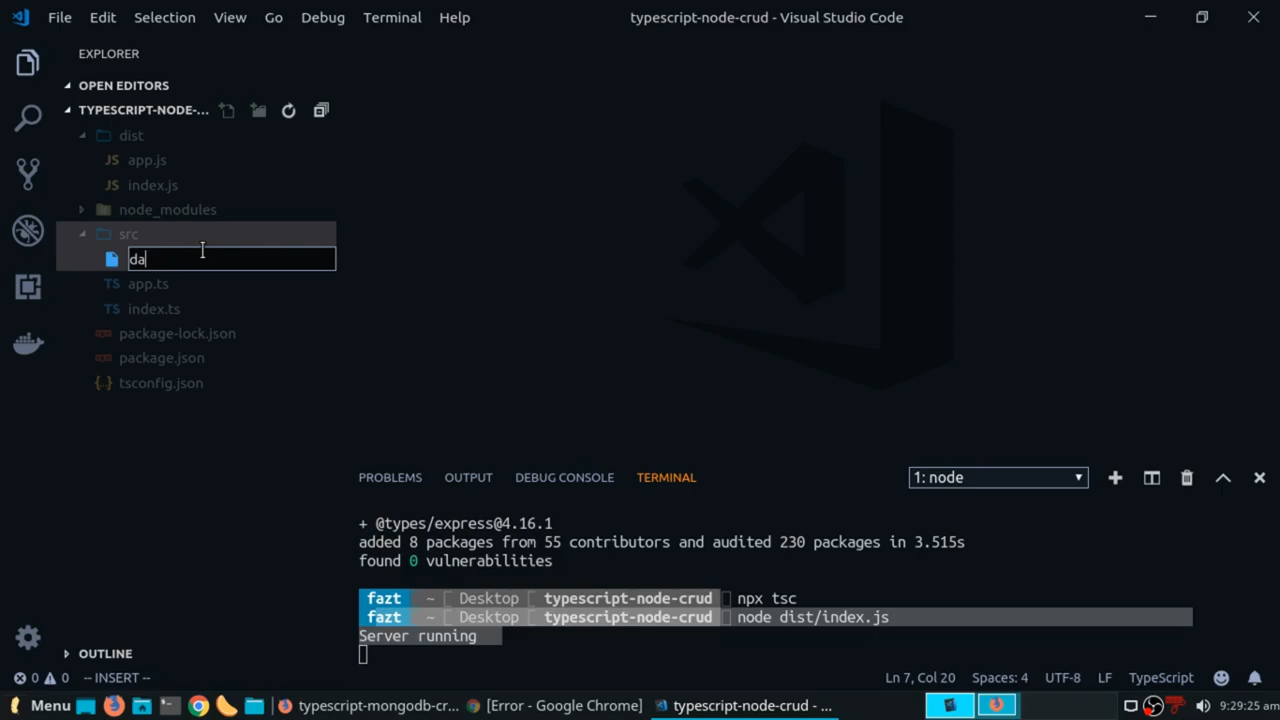 File Edit Selection View Go Debug Terminal Help
typescript-node-crud - Visual Studio Code
EXPLORER
OPEN EDITORS
TYPESCRIPT-NODE-...
dist
JS app.js
JS index.js
node_modules
src
da
TS app.ts
TS index.ts
package-lock.json
package.json
{..} tsconfig.json
OUTLINE
PROBLEMS OUTPUT DEBUG CONSOLE TERMINAL 1: node
+ @types/express@4.16.1
added 8 packages from 55 contributors and audited 230 packages in 3.515s
found 0 vulnerabilities
fazt ~ Desktop typescript-node-crud npx tsc
fazt ~ Desktop typescript-node-crud node dist/index.js
Server running
0 0 -- INSERT -- Ln 7, Col 20 Spaces: 4 UTF-8 LF TypeScript
Menu typescript-mongodb-cr... [Error - Google Chrome] typescript-node-crud - ... 9:29:25 am